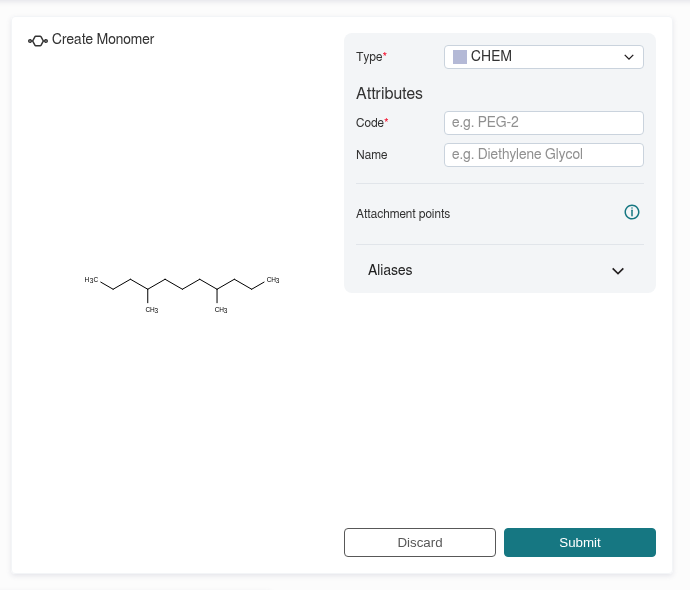 Create Monomer
Type*
CHEM
Attributes
Code*
e.g. PEG-2
Name
e.g. Diethylene Glycol
Attachment points
Aliases
H3C
CH3
CH3
CH3
Discard
Submit